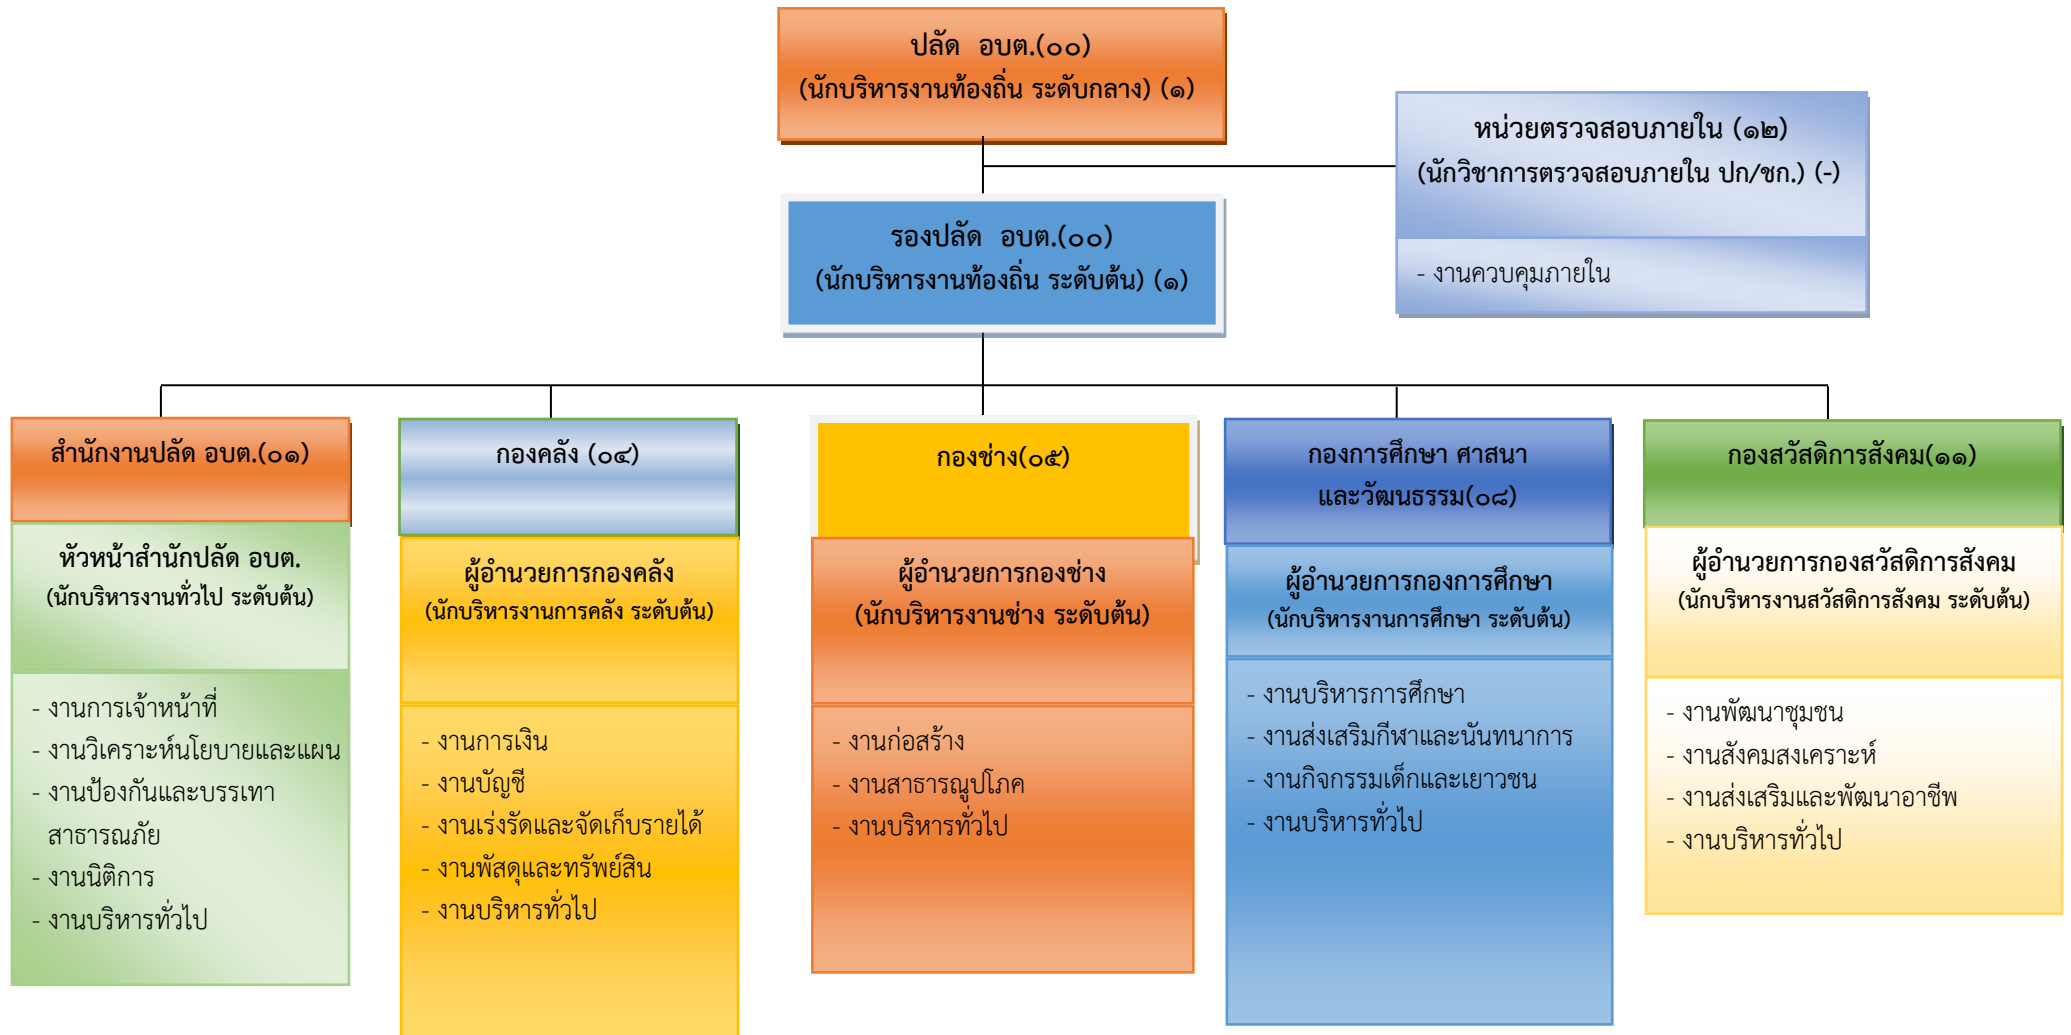 ปลัด  อบต.(๐๐)
(นักบริหารงานท้องถิ่น ระดับกลาง) (๑)
หน่วยตรวจสอบภายใน (๑๒)
(นักวิชาการตรวจสอบภายใน ปก/ชก.) (-)
- งานควบคุมภายใน
รองปลัด  อบต.(๐๐)
(นักบริหารงานท้องถิ่น ระดับต้น) (๑)
สำนักงานปลัด อบต.(๐๑)
หัวหน้าสำนักปลัด อบต.
(นักบริหารงานทั่วไป ระดับต้น)
- งานการเจ้าหน้าที่
- งานวิเคราะห์นโยบายและแผน
- งานป้องกันและบรรเทา
สาธารณภัย
- งานนิติการ
- งานบริหารทั่วไป
กองคลัง (๐๔)
ผู้อำนวยการกองคลัง
(นักบริหารงานการคลัง ระดับต้น)
- งานการเงิน
- งานบัญชี
- งานเร่งรัดและจัดเก็บรายได้
- งานพัสดุและทรัพย์สิน
- งานบริหารทั่วไป
กองช่าง(๐๕)
ผู้อำนวยการกองช่าง
(นักบริหารงานช่าง ระดับต้น)
- งานก่อสร้าง
- งานสาธารณูปโภค
- งานบริหารทั่วไป
กองการศึกษา ศาสนา
และวัฒนธรรม(๐๘)
ผู้อำนวยการกองการศึกษา
(นักบริหารงานการศึกษา ระดับต้น)
- งานบริหารการศึกษา
- งานส่งเสริมกีฬาและนันทนาการ
- งานกิจกรรมเด็กและเยาวชน
- งานบริหารทั่วไป
กองสวัสดิการสังคม(๑๑)
ผู้อำนวยการกองสวัสดิการสังคม
(นักบริหารงานสวัสดิการสังคม ระดับต้น)
- งานพัฒนาชุมชน
- งานสังคมสงเคราะห์
- งานส่งเสริมและพัฒนาอาชีพ
- งานบริหารทั่วไป